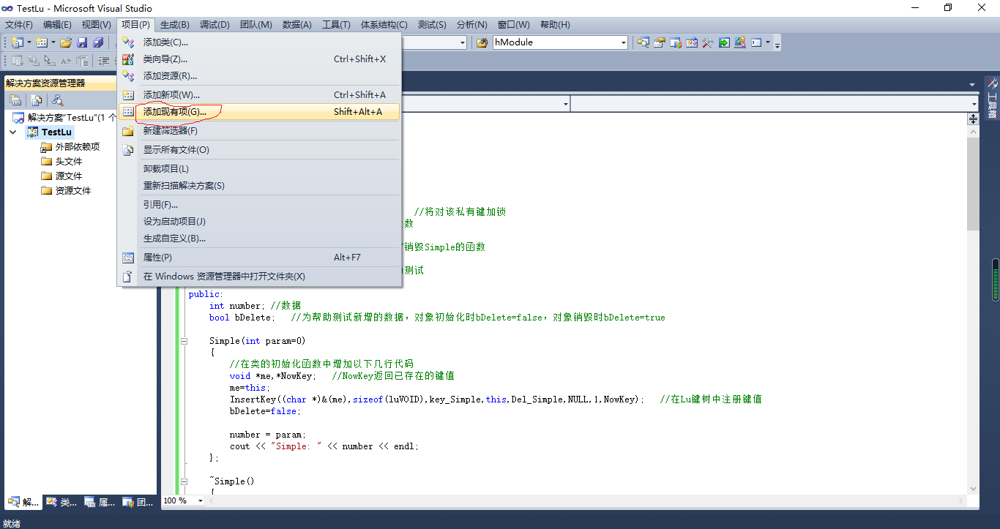 TestLu - Microsoft Visual Studio
文件(F) 编辑(E) 视图(V) 项目(P) 生成(B) 调试(D) 团队(M) 数据(A) 工具(T) 体系结构(C) 测试(S) 分析(N) 窗口(W) 帮助(H)
hModule
添加类(C)...
类向导(Z)... Ctrl+Shift+X
添加资源(R)...
添加新项(W)... Ctrl+Shift+A
添加现有项(G)... Shift+Alt+A
新建筛选器(F)
显示所有文件(O)
卸载项目(L)
重新扫描解决方案(S)
引用(F)...
设为启动项目(J)
生成自定义(B)...
属性(P) Alt+F7
在 Windows 资源管理器中打开文件夹(X)
解决方案资源管理器
解决方案"TestLu"(1 个
TestLu
外部依赖项
头文件
源文件
资源文件
工具箱
//将对该私有键加锁
数
销毁Simple的函数
测试
public:
int number; //数据
bool bDelete; //为帮助测试新增的数据，对象初始化时bDelete=false，对象销毁时bDelete=true
Simple(int param=0)
{
//在类的初始化函数中增加以下几行代码
void *me,*NowKey; //NowKey返回已存在的键值
me=this;
InsertKey((char *)&(me),sizeof(luVOID),key_Simple,this,Del_Simple,NULL,1,NowKey); //在Lu键树中注册键值
bDelete=false;
number = param;
cout << "Simple: " << number << endl;
};
~Simple()
{
100 %
解... 类... 属... 团...
就绪